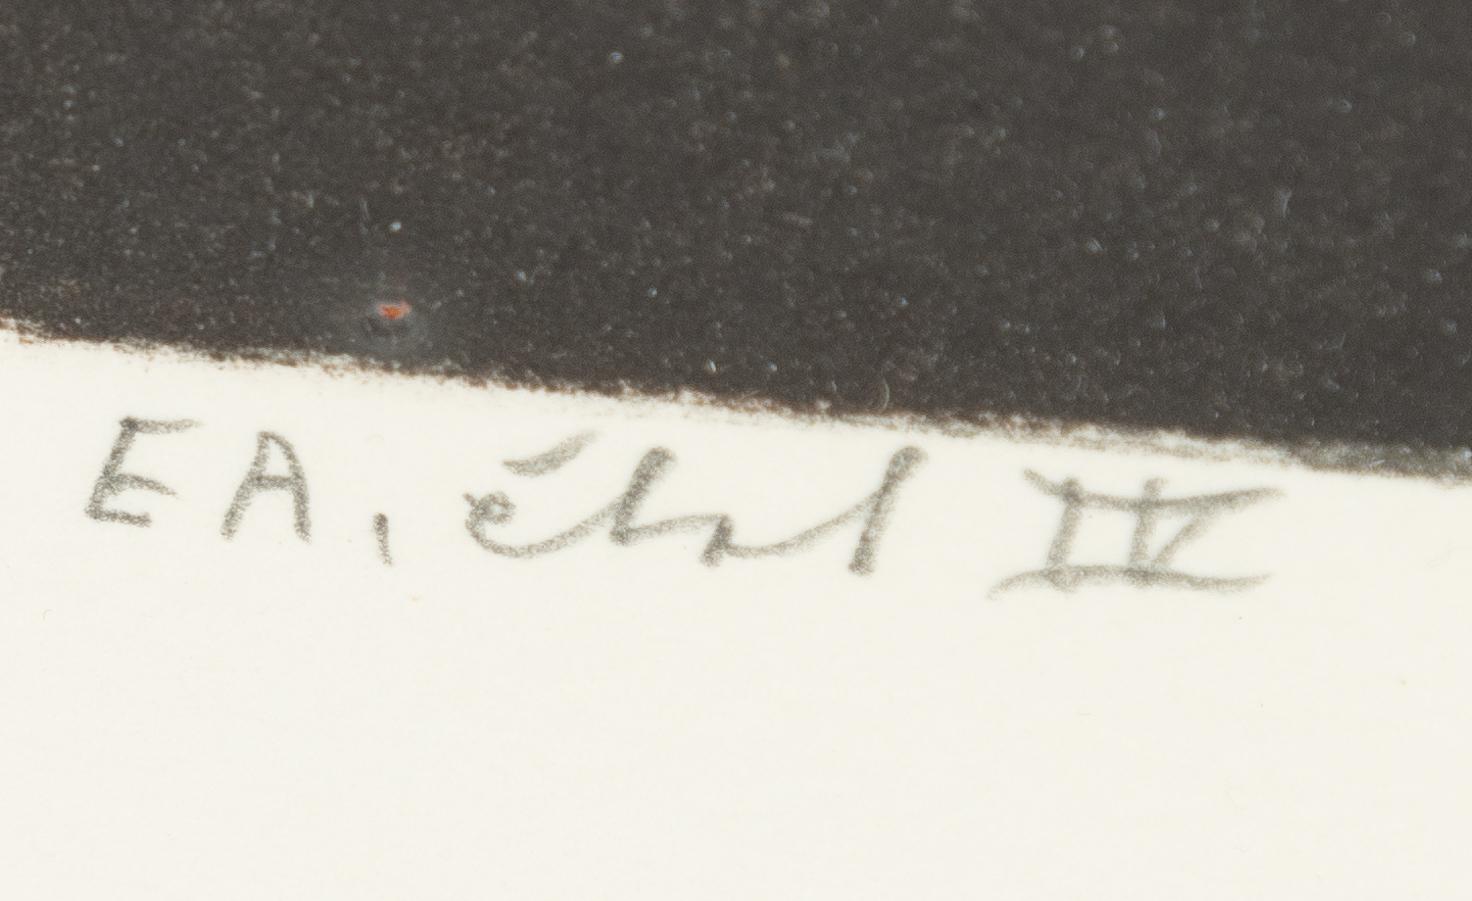 EA, état IV